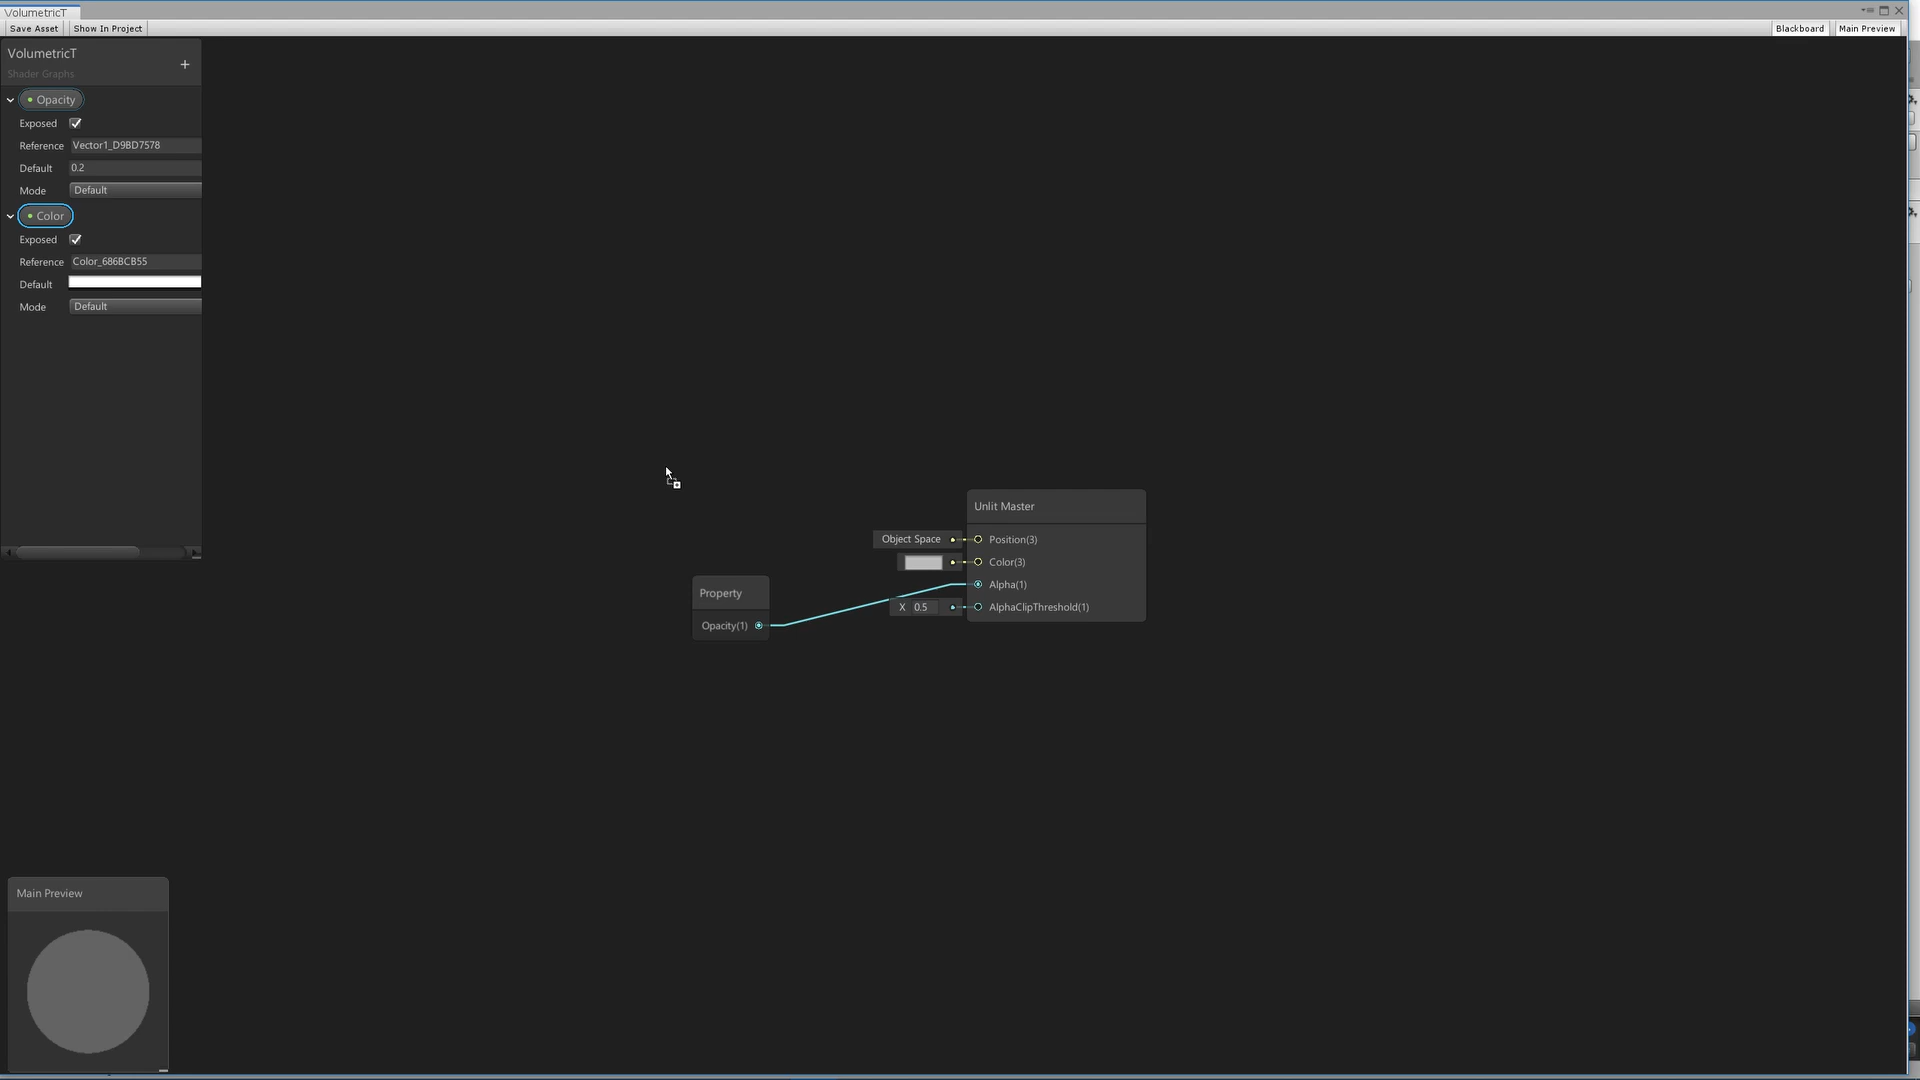 VolumetricT
Save Asset Show In Project Blackboard Main Preview
VolumetricT
+
Shader Graphs
Opacity
Exposed
Reference Vector1_D9BD7578
Default 0.2
Mode Default
Color
Exposed
Reference Color_686BCB55
Default
Mode Default
Unlit Master
Object Space Position(3)
Color(3)
Alpha(1)
X 0.5 AlphaClipThreshold(1)
Property
Opacity(1)
Main Preview